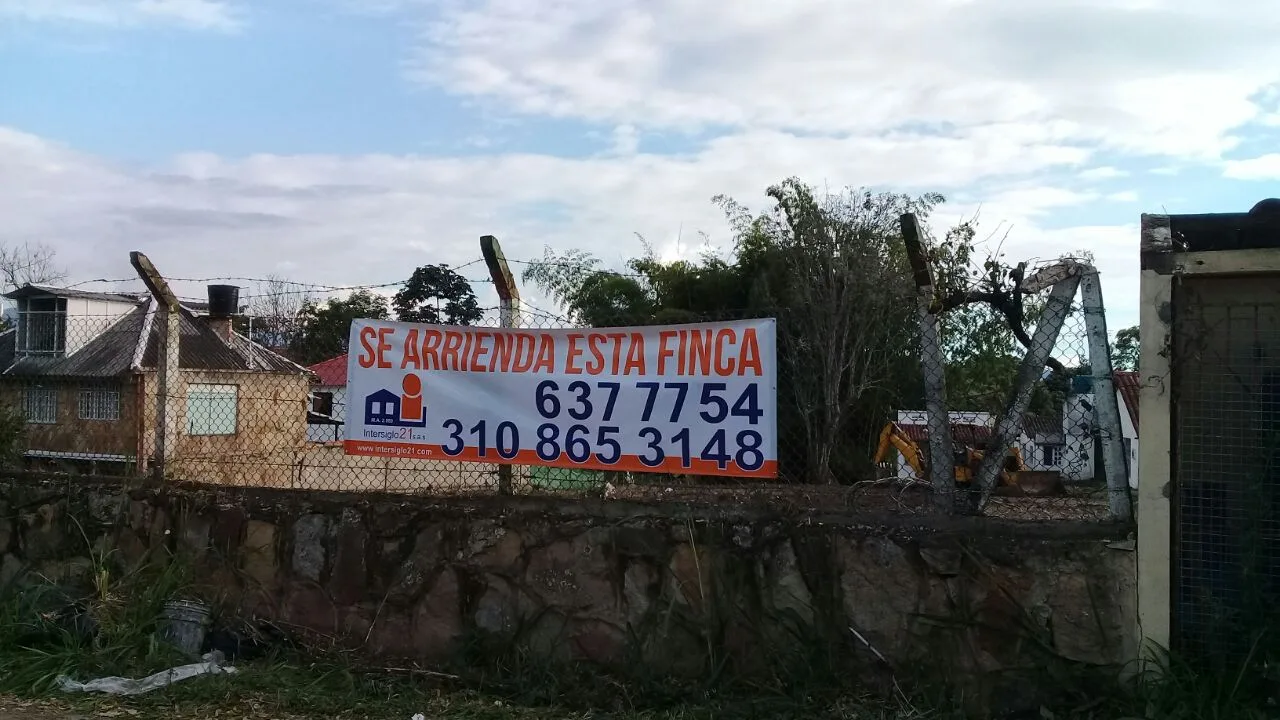 SE ARRIENDA ESTA FINCA
637 77 54
310 865 3148
Intersiglo21 s.a.s
www.intersiglo21.com